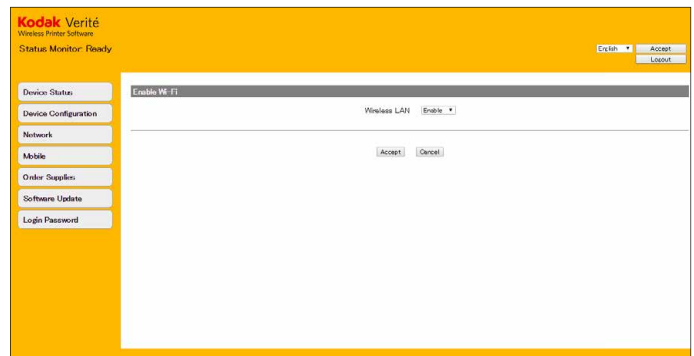 Kodak Verité
Wireless Printer Software
Status Monitor: Ready
English
Accept
Logout
Device Status
Device Configuration
Network
Mobile
Order Supplies
Software Update
Login Password
Enable Wi-Fi
Wireless LAN Enable
Accept Cancel